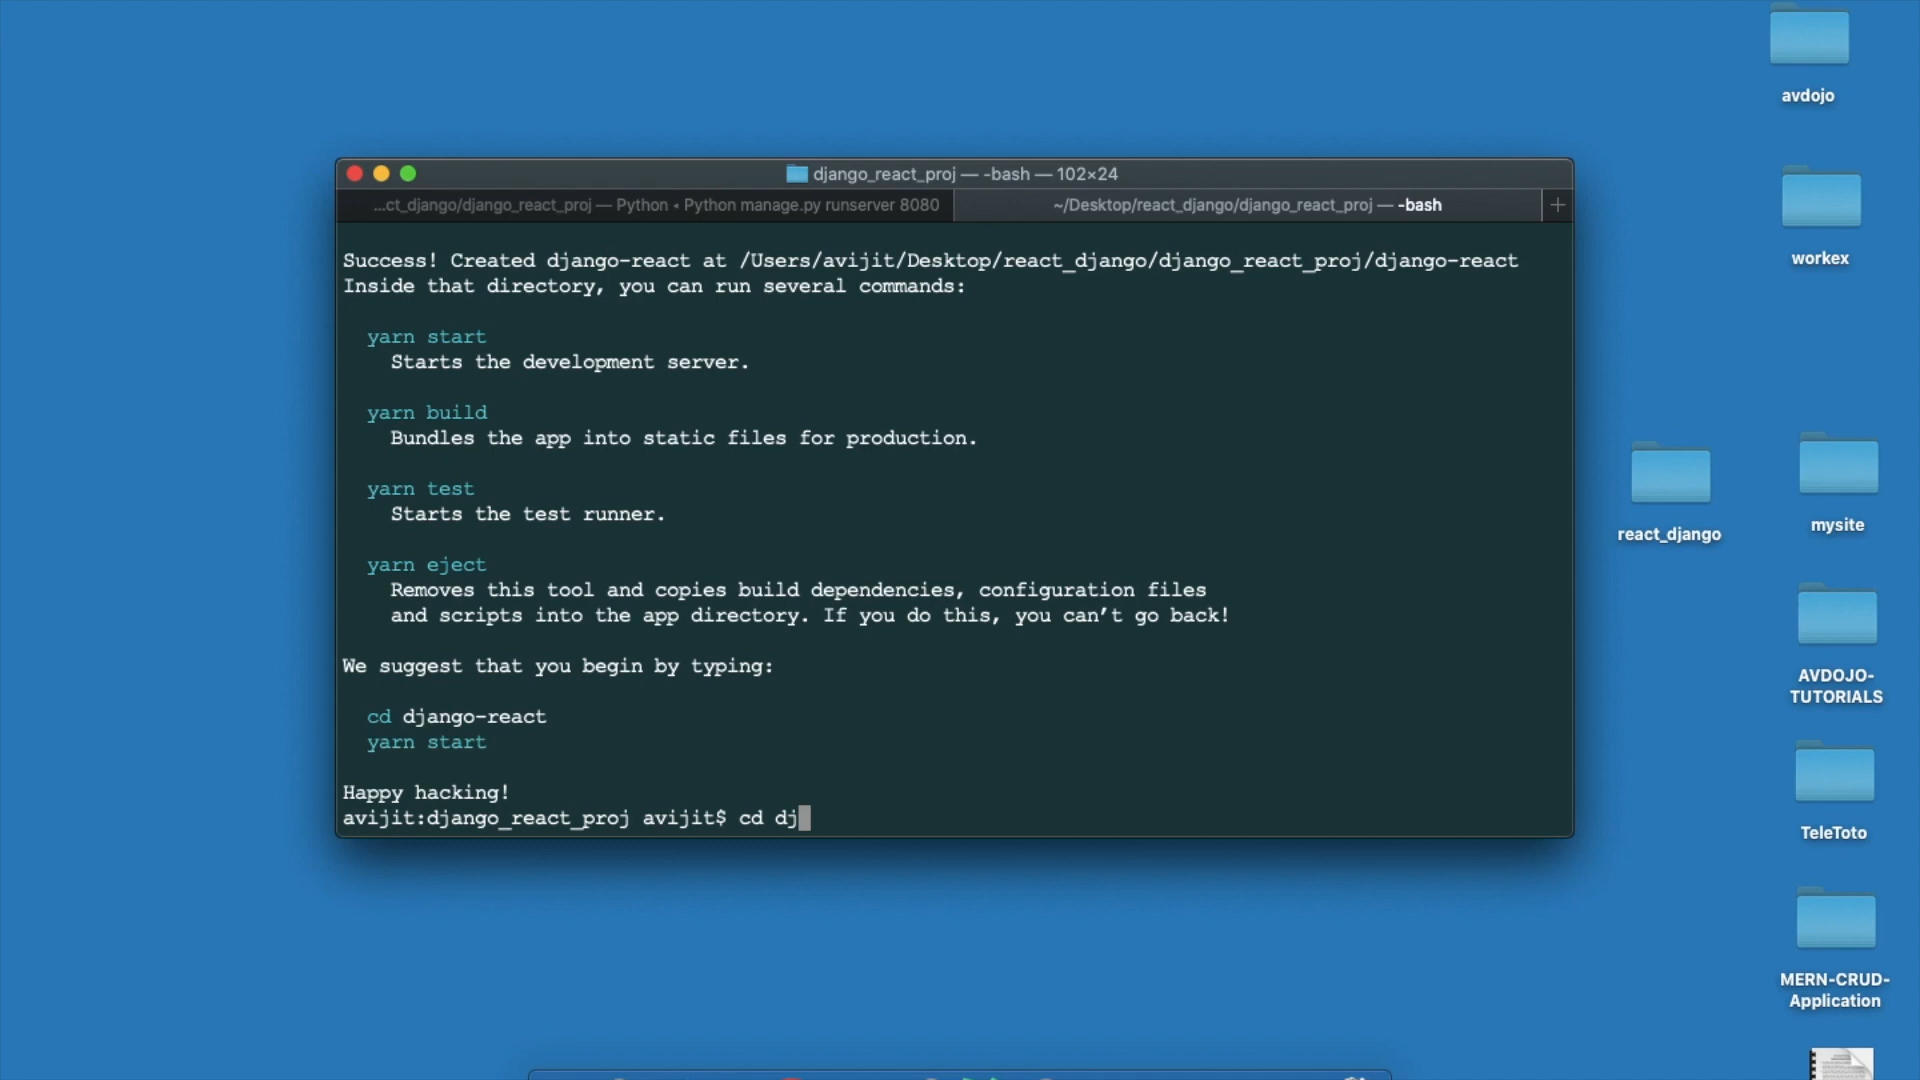 django_react_proj — -bash — 102×24
...ct_django/django_react_proj — Python ◂ Python manage.py runserver 8080
~/Desktop/react_django/django_react_proj — -bash
Success! Created django-react at /Users/avijit/Desktop/react_django/django_react_proj/django-react
Inside that directory, you can run several commands:
yarn start
Starts the development server.
yarn build
Bundles the app into static files for production.
yarn test
Starts the test runner.
yarn eject
Removes this tool and copies build dependencies, configuration files
and scripts into the app directory. If you do this, you can’t go back!
We suggest that you begin by typing:
cd django-react
yarn start
Happy hacking!
avijit:django_react_proj avijit$ cd dj
avdojo
workex
react_django
mysite
AVDOJO-
TUTORIALS
TeleToto
MERN-CRUD-
Application